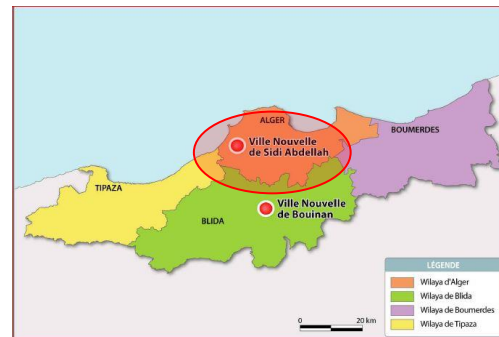 ALGER
BOUMERDES
Ville Nouvelle
de Sidi Abdellah
TIPAZA
Ville Nouvelle
de Bouinan
BLIDA
LÉGENDE
Wilaya d'Alger
Wilaya de Blida
Wilaya de Boumerdes
Wilaya de Tipaza
0 20 km